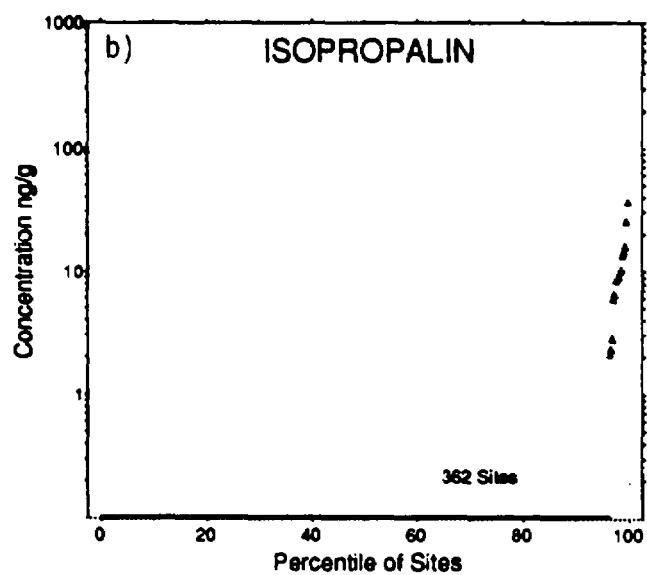 b) ISOPROPALIN
1000
100
10
1
Concentration ng/g
362 Sites
0 20 40 60 80 100
Percentile of Sites